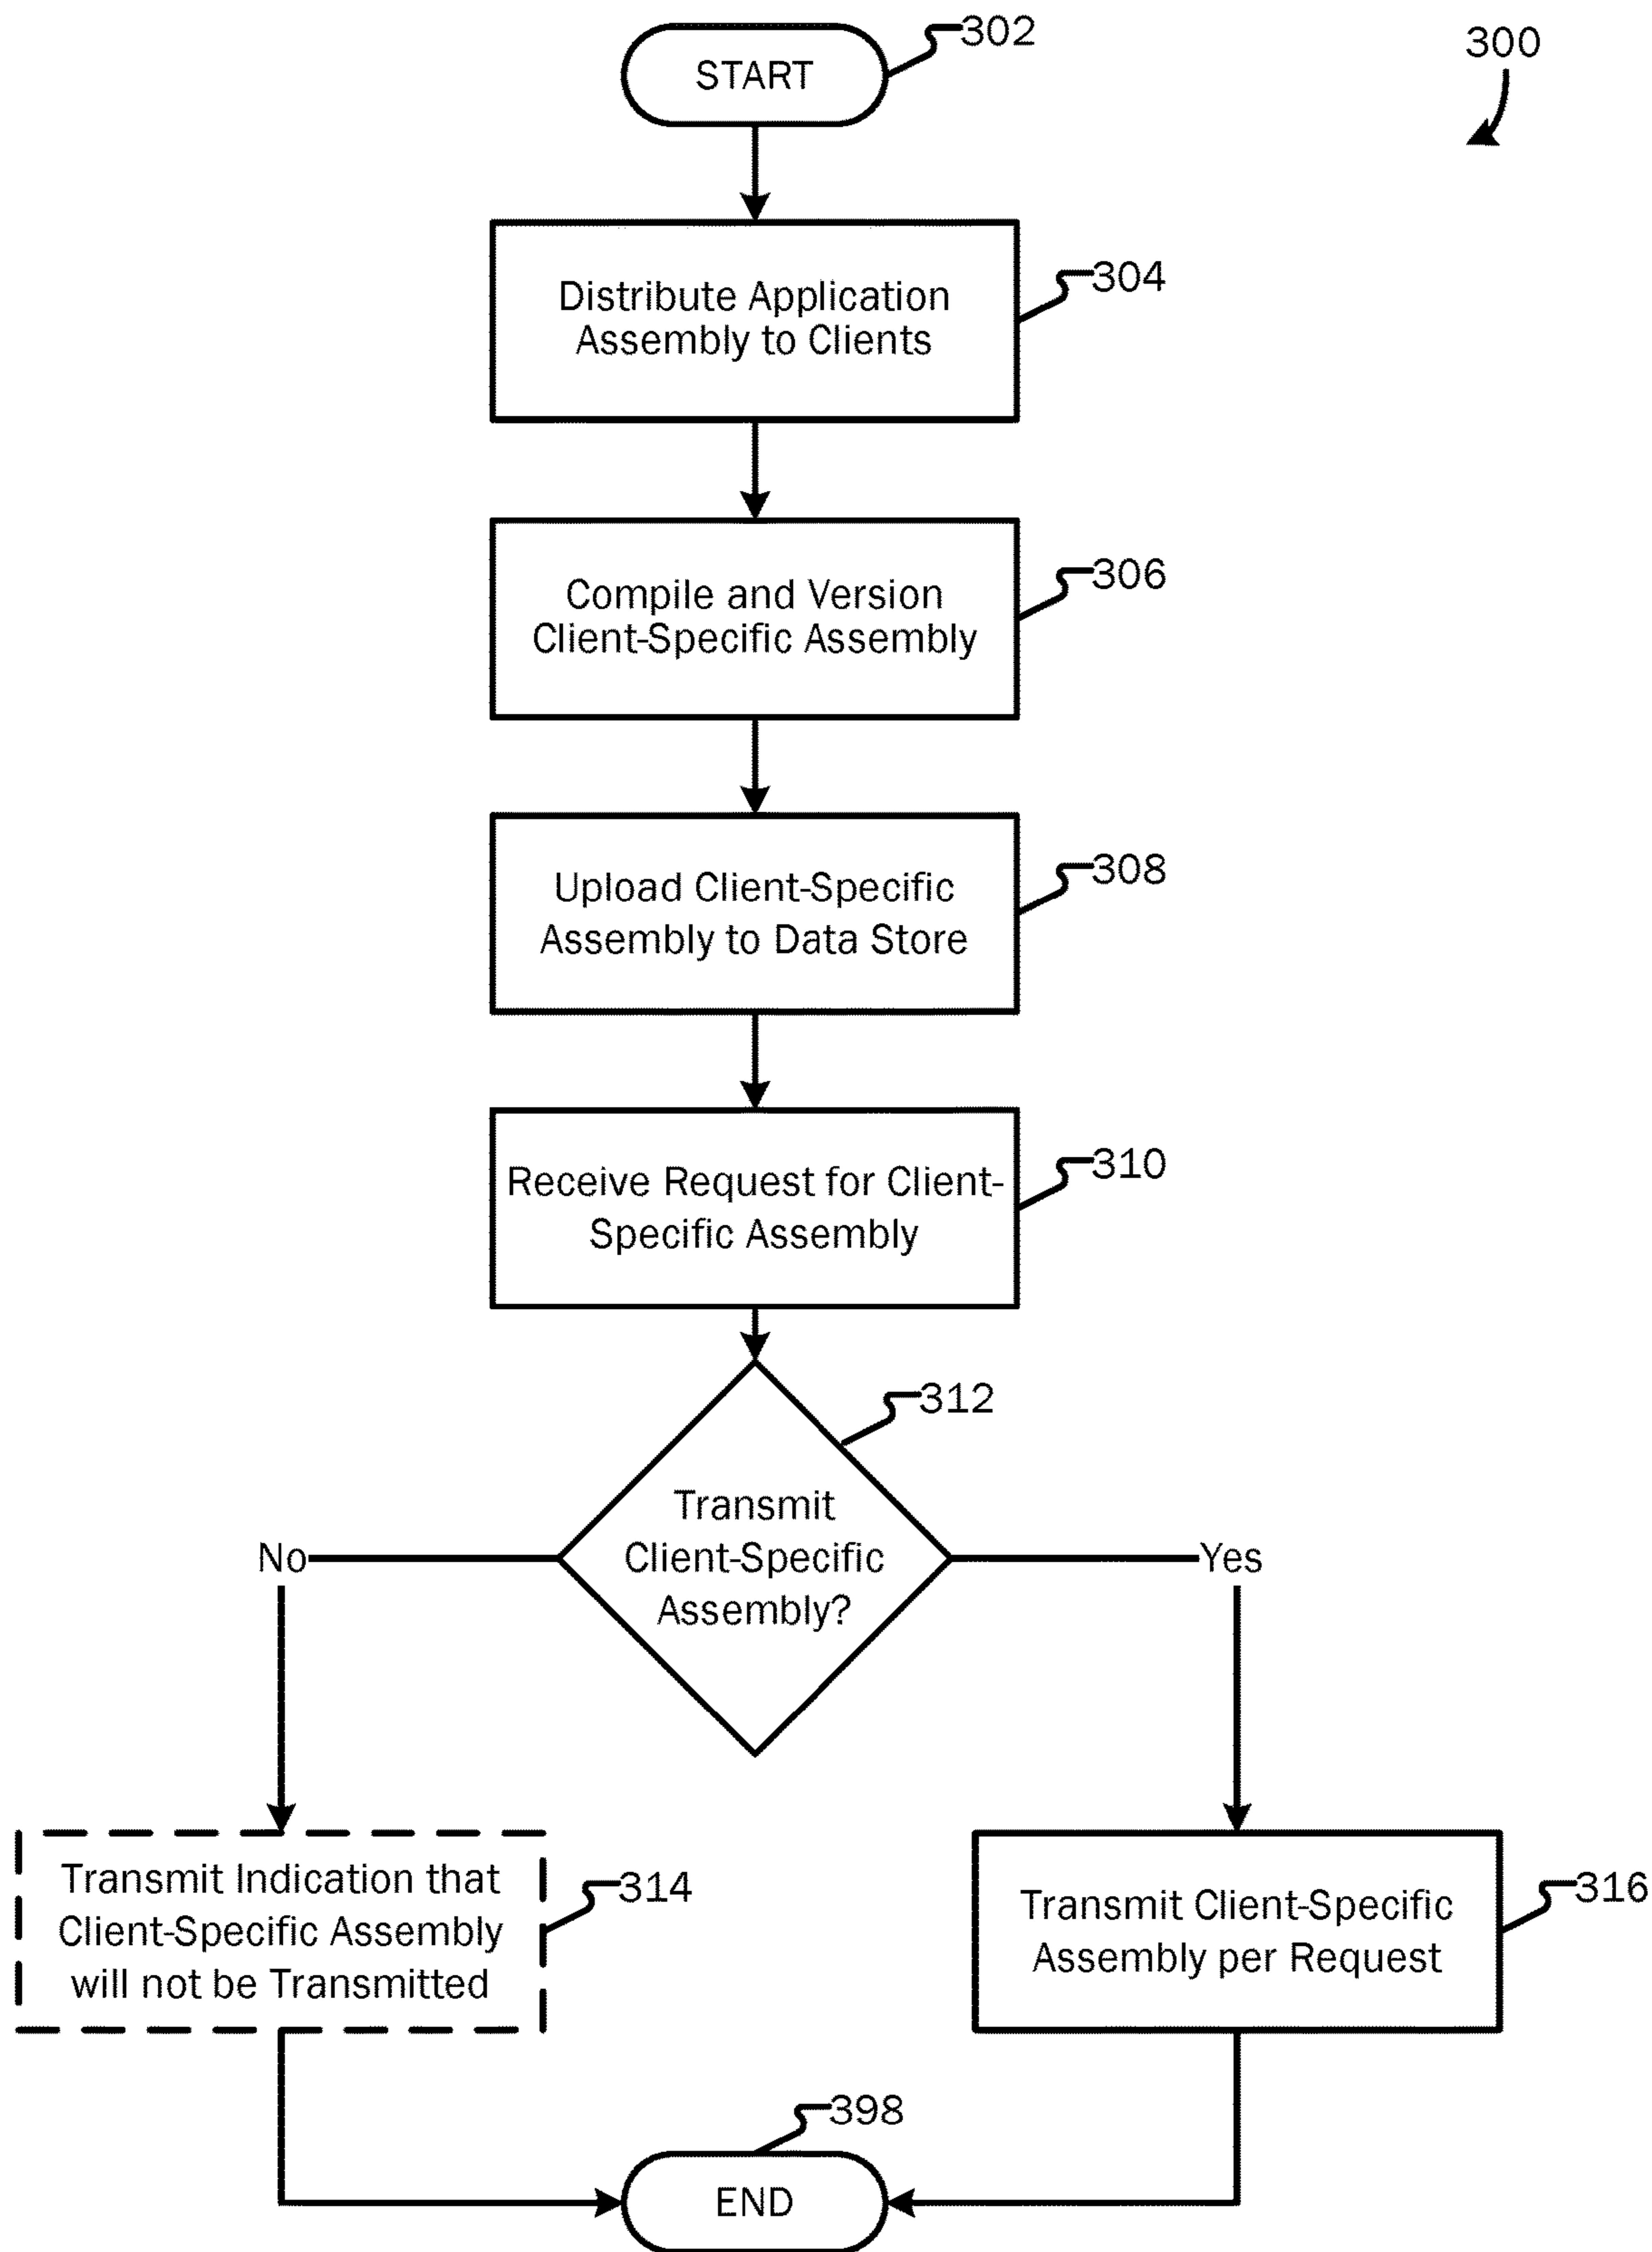 302
300
START
304
Distribute Application
Assembly to Clients
306
Compile and Version
Client-Specific Assembly
308
Upload Client-Specific
Assembly to Data Store
310
Receive Request for Client-
Specific Assembly
312
Transmit
Client-Specific
Assembly?
No
Yes
314
Transmit Indication that
Client-Specific Assembly
will not be Transmitted
316
Transmit Client-Specific
Assembly per Request
398
END